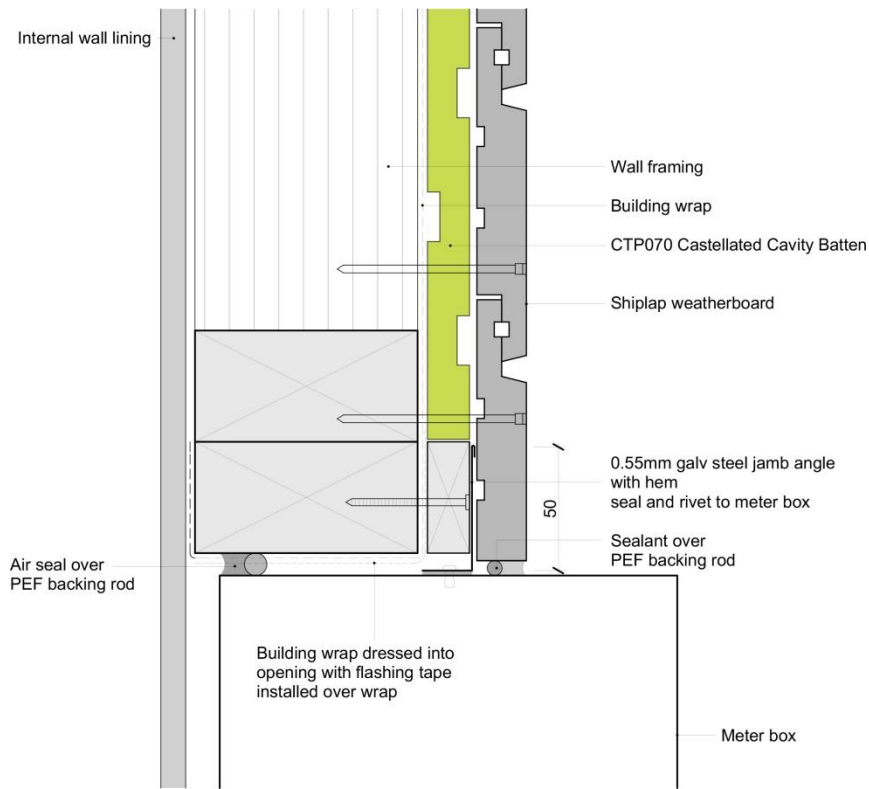 Internal wall lining
Wall framing
Building wrap
CTP070 Castellated Cavity Batten
Shiplap weatherboard
0.55mm galv steel jamb angle
with hem
seal and rivet to meter box
50
Sealant over
PEF backing rod
Air seal over
PEF backing rod
Building wrap dressed into
opening with flashing tape
installed over wrap
Meter box